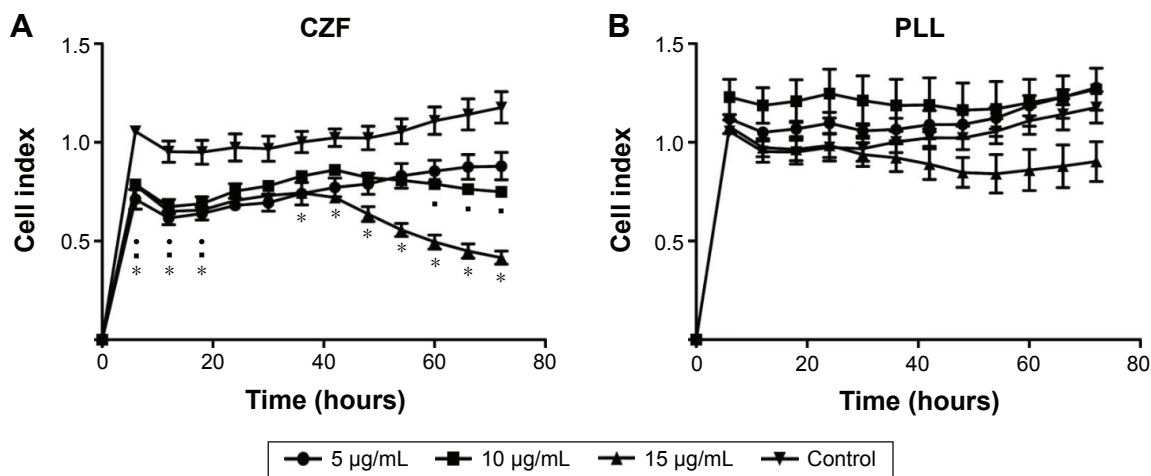 A
CZF
1.5
1.0
0.5
Cell index
0
20
40
60
80
Time (hours)
* * * * * * * * * *
B
PLL
1.5
1.0
0.5
Cell index
0
20
40
60
80
Time (hours)
5 µg/mL 10 µg/mL 15 µg/mL Control